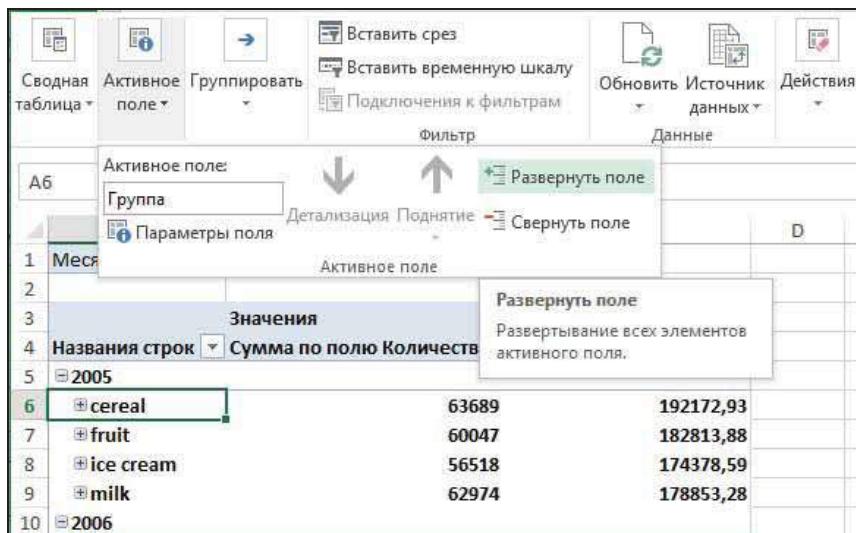 Вставить срез
Вставить временную шкалу
Подключения к фильтрам
Фильтр
Сводная таблица
Активное поле
Группировать
Обновить
Источник данных
Данные
Действия
A6
Активное поле:
Группа
Параметры поля
Детализация
Поднятие
Развернуть поле
Свернуть поле
Активное поле
Развернуть поле
Развертывание всех элементов
активного поля.
D
1 Меся
2
3 Значения
4 Названия строк Сумма по полю Количеств
5 2005
6 cereal 63689 192172,93
7 fruit 60047 182813,88
8 ice cream 56518 174378,59
9 milk 62974 178853,28
10 2006